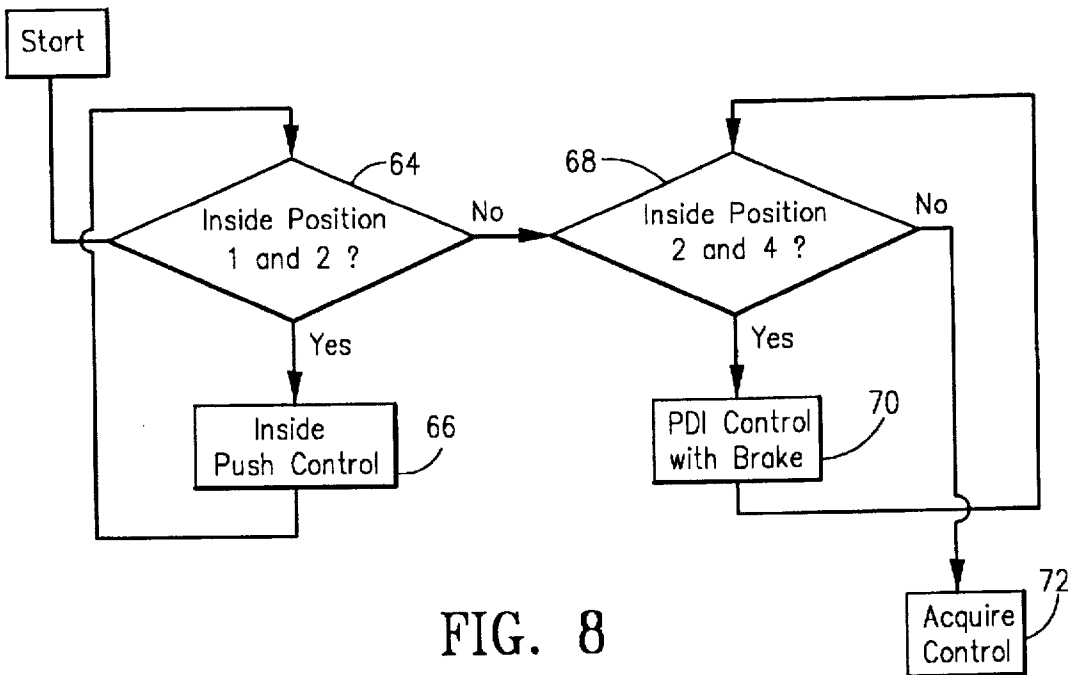 Start
64
Inside Position
1 and 2 ?
No
Yes
Inside
Push Control
66
68
Inside Position
2 and 4 ?
No
Yes
PDI Control
with Brake
70
Acquire
Control
72
FIG. 8